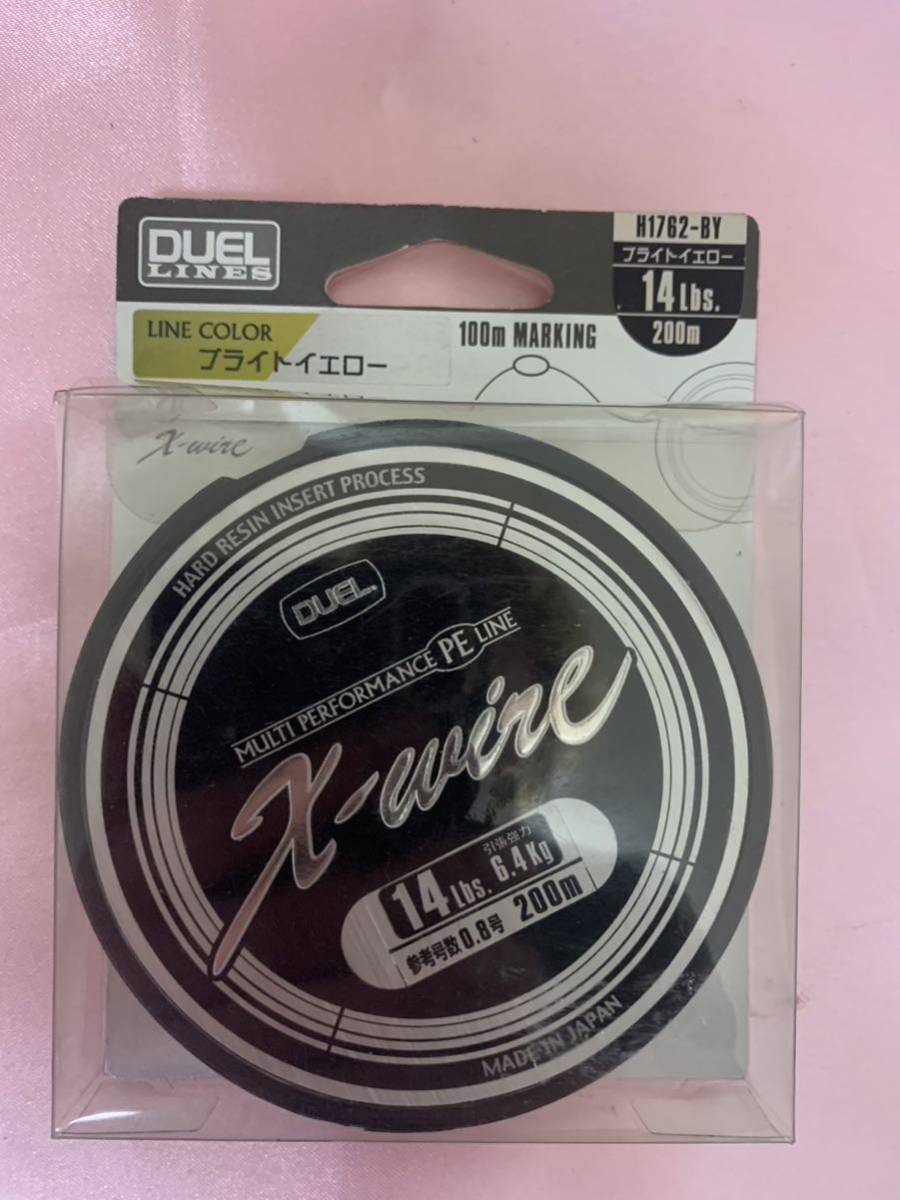 DUEL
LINES
H1762-BY
ブライトイエロー
14Lbs.
200m
LINE COLOR
ブライトイエロー
100m MARKING
X-wire
HARD RESIN INSERT PROCESS
DUEL.
MULTI PERFORMANCE PE LINE
X-wire
引張強力
14Lbs. 6.4Kg
参考号数0.8号 200m
MADE IN JAPAN